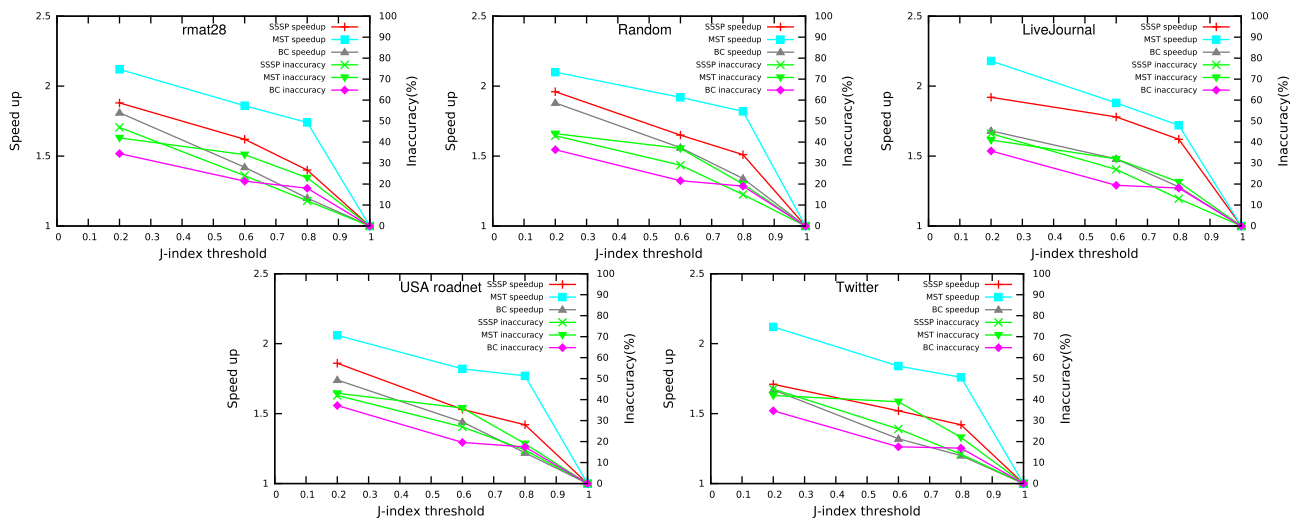 rmat28
SSSP speedup
MST speedup
BC speedup
SSSP inaccuracy
MST inaccuracy
BC inaccuracy
Speed up
2.5
2
1.5
1
Inaccuracy(%)
100
90
80
70
60
50
40
30
20
10
0
0 0.1 0.2 0.3 0.4 0.5 0.6 0.7 0.8 0.9 1
J-index threshold
Random
SSSP speedup
MST speedup
BC speedup
SSSP inaccuracy
MST inaccuracy
BC inaccuracy
Speed up
2.5
2
1.5
1
Inaccuracy(%)
100
90
80
70
60
50
40
30
20
10
0
0 0.1 0.2 0.3 0.4 0.5 0.6 0.7 0.8 0.9 1
J-index threshold
LiveJournal
SSSP speedup
MST speedup
BC speedup
SSSP inaccuracy
MST inaccuracy
BC inaccuracy
Speed up
2.5
2
1.5
1
Inaccuracy(%)
100
90
80
70
60
50
40
30
20
10
0
0 0.1 0.2 0.3 0.4 0.5 0.6 0.7 0.8 0.9 1
J-index threshold
USA roadnet
SSSP speedup
MST speedup
BC speedup
SSSP inaccuracy
MST inaccuracy
BC inaccuracy
Speed up
2.5
2
1.5
1
Inaccuracy(%)
100
90
80
70
60
50
40
30
20
10
0
0 0.1 0.2 0.3 0.4 0.5 0.6 0.7 0.8 0.9 1
J-index threshold
Twitter
SSSP speedup
MST speedup
BC speedup
SSSP inaccuracy
MST inaccuracy
BC inaccuracy
Speed up
2.5
2
1.5
1
Inaccuracy(%)
100
90
80
70
60
50
40
30
20
10
0
0 0.1 0.2 0.3 0.4 0.5 0.6 0.7 0.8 0.9 1
J-index threshold